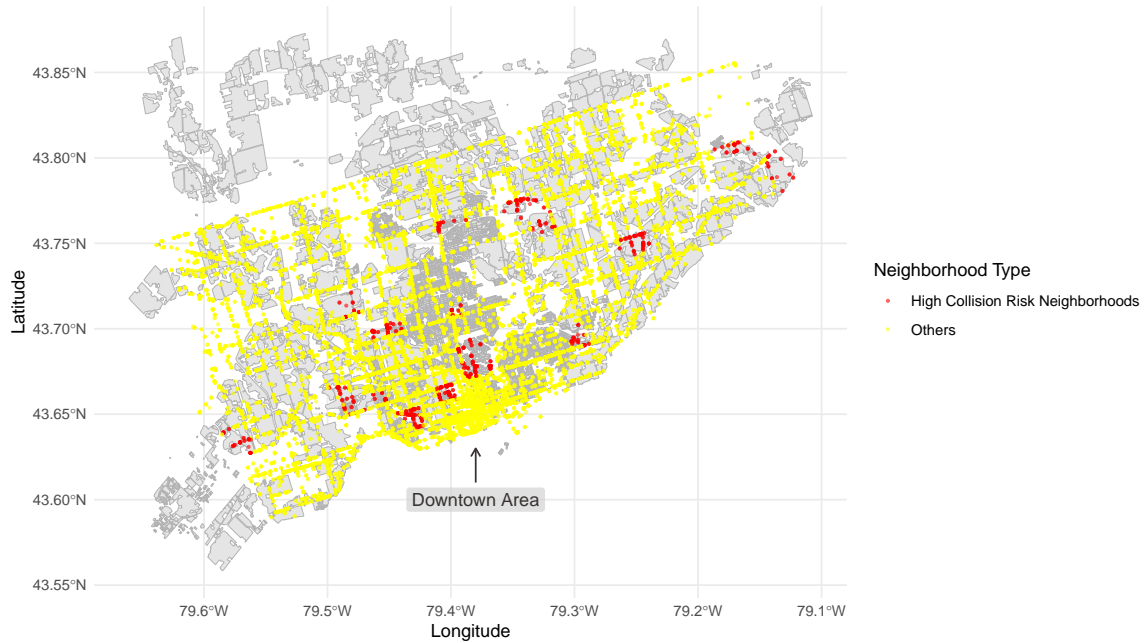 43.85°N
43.80°N
43.75°N
43.70°N
43.65°N
43.60°N
43.55°N
Latitude
Downtown Area
79.6°W 79.5°W 79.4°W 79.3°W 79.2°W 79.1°W
Longitude
Neighborhood Type
High Collision Risk Neighborhoods
Others